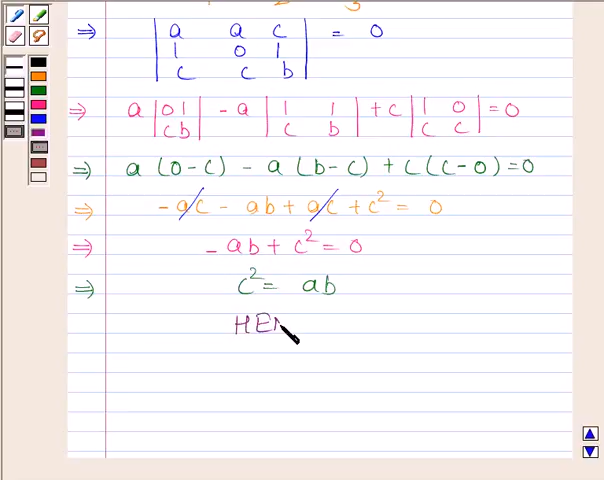 ⇒ | a a c | = 0
| 1 0 1 |
| c c b |
⇒ a | 0 1 | - a | 1 1 | + c | 1 0 | = 0
| c b | | c b | | c c |
⇒ a (0 - c) - a (b - c) + c (c - 0) = 0
⇒ - ac - ab + ac + c² = 0
⇒ - ab + c² = 0
⇒ c² = ab
HEN